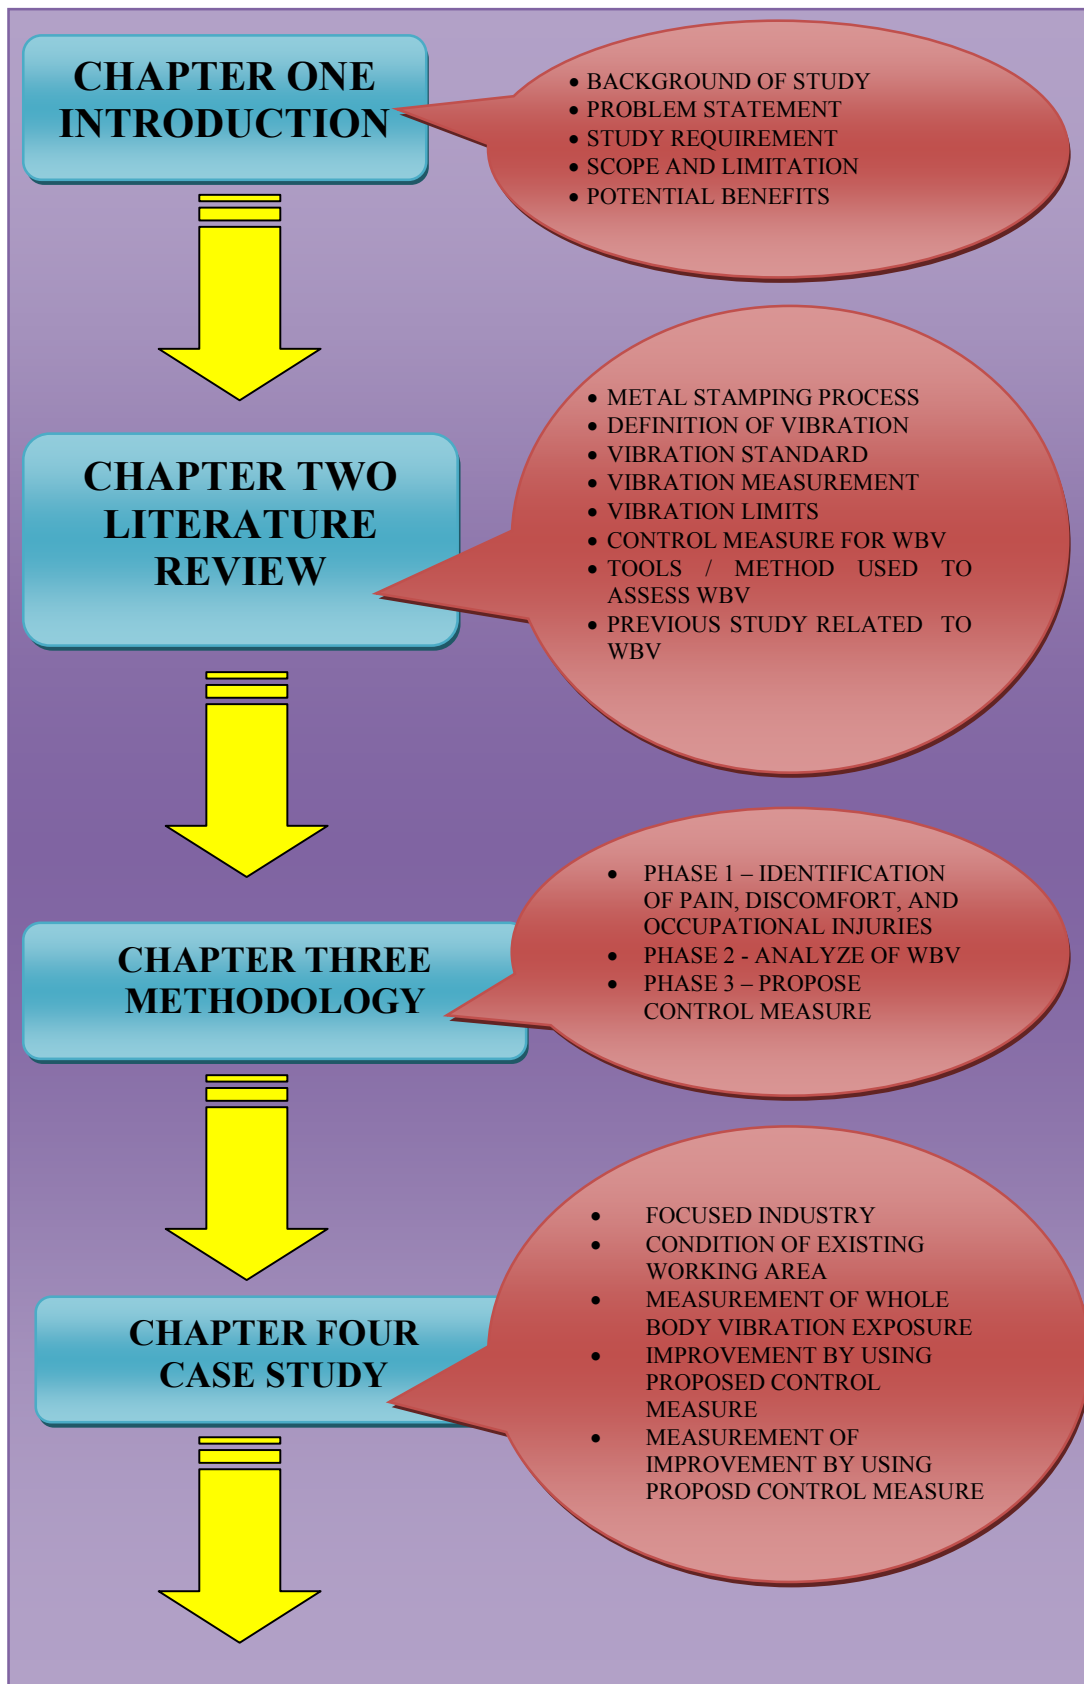 CHAPTER ONE
INTRODUCTION
• BACKGROUND OF STUDY
• PROBLEM STATEMENT
• STUDY REQUIREMENT
• SCOPE AND LIMITATION
• POTENTIAL BENEFITS
CHAPTER TWO
LITERATURE
REVIEW
• METAL STAMPING PROCESS
• DEFINITION OF VIBRATION
• VIBRATION STANDARD
• VIBRATION MEASUREMENT
• VIBRATION LIMITS
• CONTROL MEASURE FOR WBV
• TOOLS / METHOD USED TO
ASSESS WBV
• PREVIOUS STUDY RELATED TO
WBV
CHAPTER THREE
METHODOLOGY
• PHASE 1 – IDENTIFICATION
OF PAIN, DISCOMFORT, AND
OCCUPATIONAL INJURIES
• PHASE 2 - ANALYZE OF WBV
• PHASE 3 – PROPOSE
CONTROL MEASURE
CHAPTER FOUR
CASE STUDY
• FOCUSED INDUSTRY
• CONDITION OF EXISTING
WORKING AREA
• MEASUREMENT OF WHOLE
BODY VIBRATION EXPOSURE
• IMPROVEMENT BY USING
PROPOSED CONTROL
MEASURE
• MEASUREMENT OF
IMPROVEMENT BY USING
PROPOSD CONTROL MEASURE